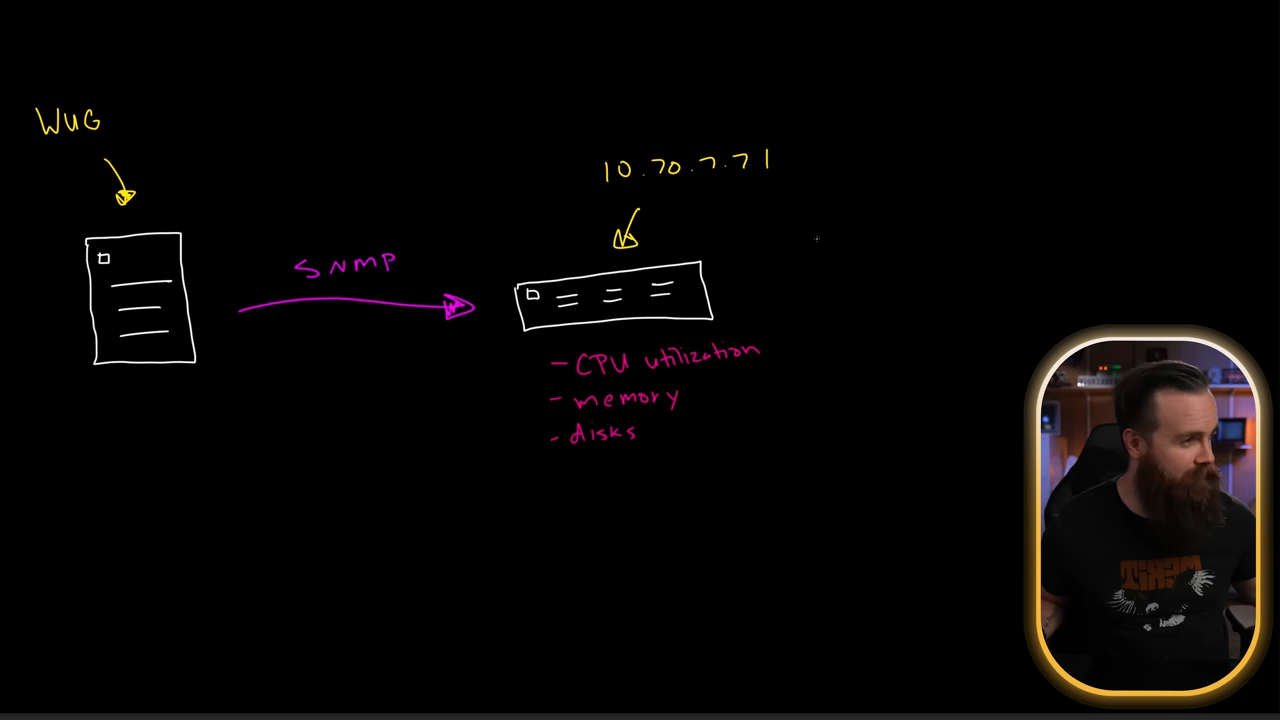 WUG
10.70.7.71
SNMP
- CPU utilization
- memory
- disks